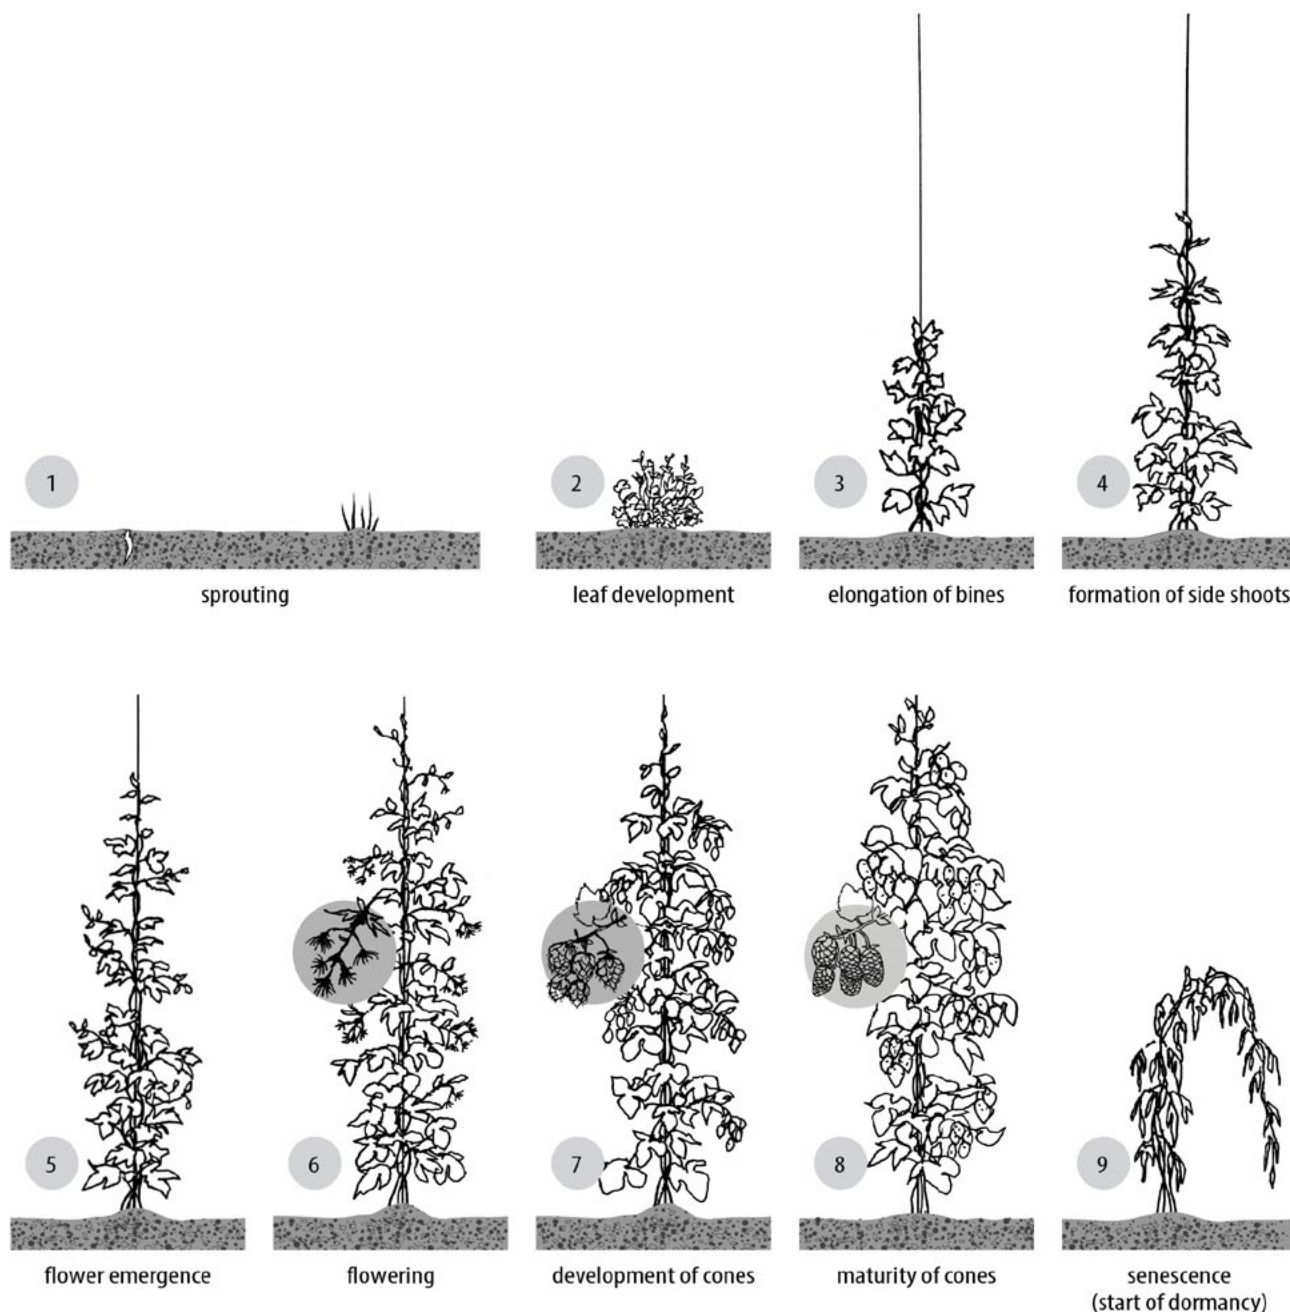 1
sprouting
2
leaf development
3
elongation of bines
4
formation of side shoots
5
flower emergence
6
flowering
7
development of cones
8
maturity of cones
9
senescence
(start of dormancy)